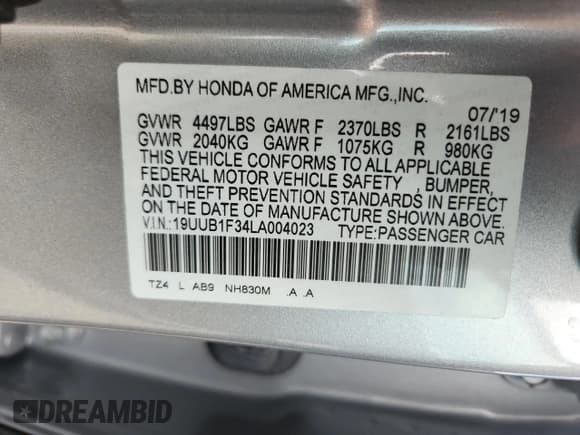 MFD.BY HONDA OF AMERICA MFG.,INC.
07/'19
GVWR 4497LBS GAWR F 2370LBS R 2161LBS
GVWR 2040KG GAWR F 1075KG R 980KG
THIS VEHICLE CONFORMS TO ALL APPLICABLE
FEDERAL MOTOR VEHICLE SAFETY , BUMPER,
AND THEFT PREVENTION STANDARDS IN EFFECT
ON THE DATE OF MANUFACTURE SHOWN ABOVE.
V.I.N.:19UUB1F34LA004023 TYPE:PASSENGER CAR
TZ4 L AB9 NH830M .A .A
DREAMBID